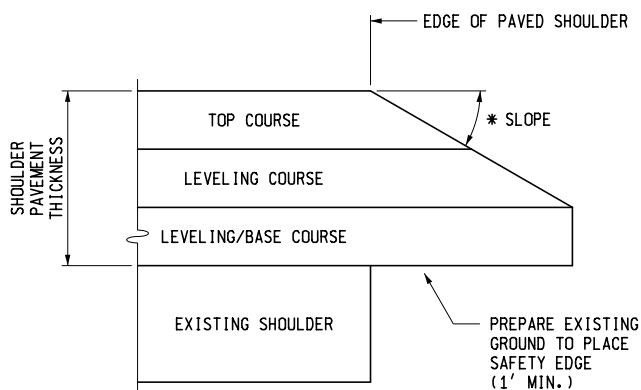 EDGE OF PAVED SHOULDER
SHOULDER
PAVEMENT
THICKNESS
TOP COURSE
* SLOPE
LEVELING COURSE
LEVELING/BASE COURSE
EXISTING SHOULDER
PREPARE EXISTING
GROUND TO PLACE
SAFETY EDGE
(1' MIN.)